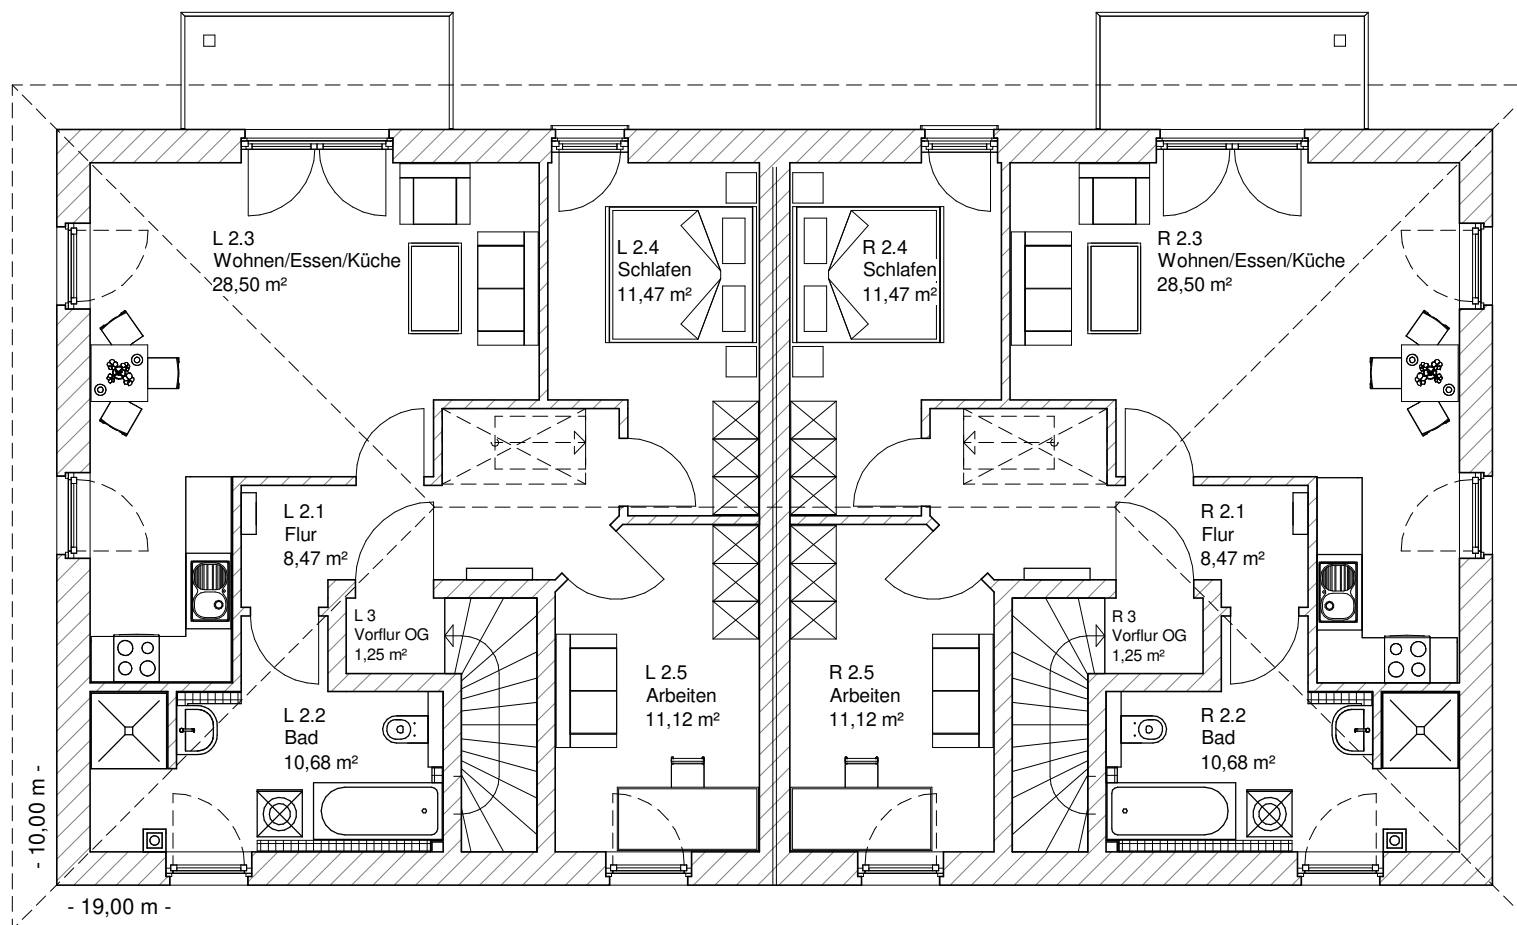 L 2.3
Wohnen/Essen/Küche
28,50 m²
L 2.4
Schlafen
11,47 m²
R 2.4
Schlafen
11,47 m²
R 2.3
Wohnen/Essen/Küche
28,50 m²
L 2.1
Flur
8,47 m²
R 2.1
Flur
8,47 m²
L 3
Vorflur OG
1,25 m²
R 3
Vorflur OG
1,25 m²
L 2.5
Arbeiten
11,12 m²
R 2.5
Arbeiten
11,12 m²
L 2.2
Bad
10,68 m²
R 2.2
Bad
10,68 m²
- 10,00 m -
- 19,00 m -